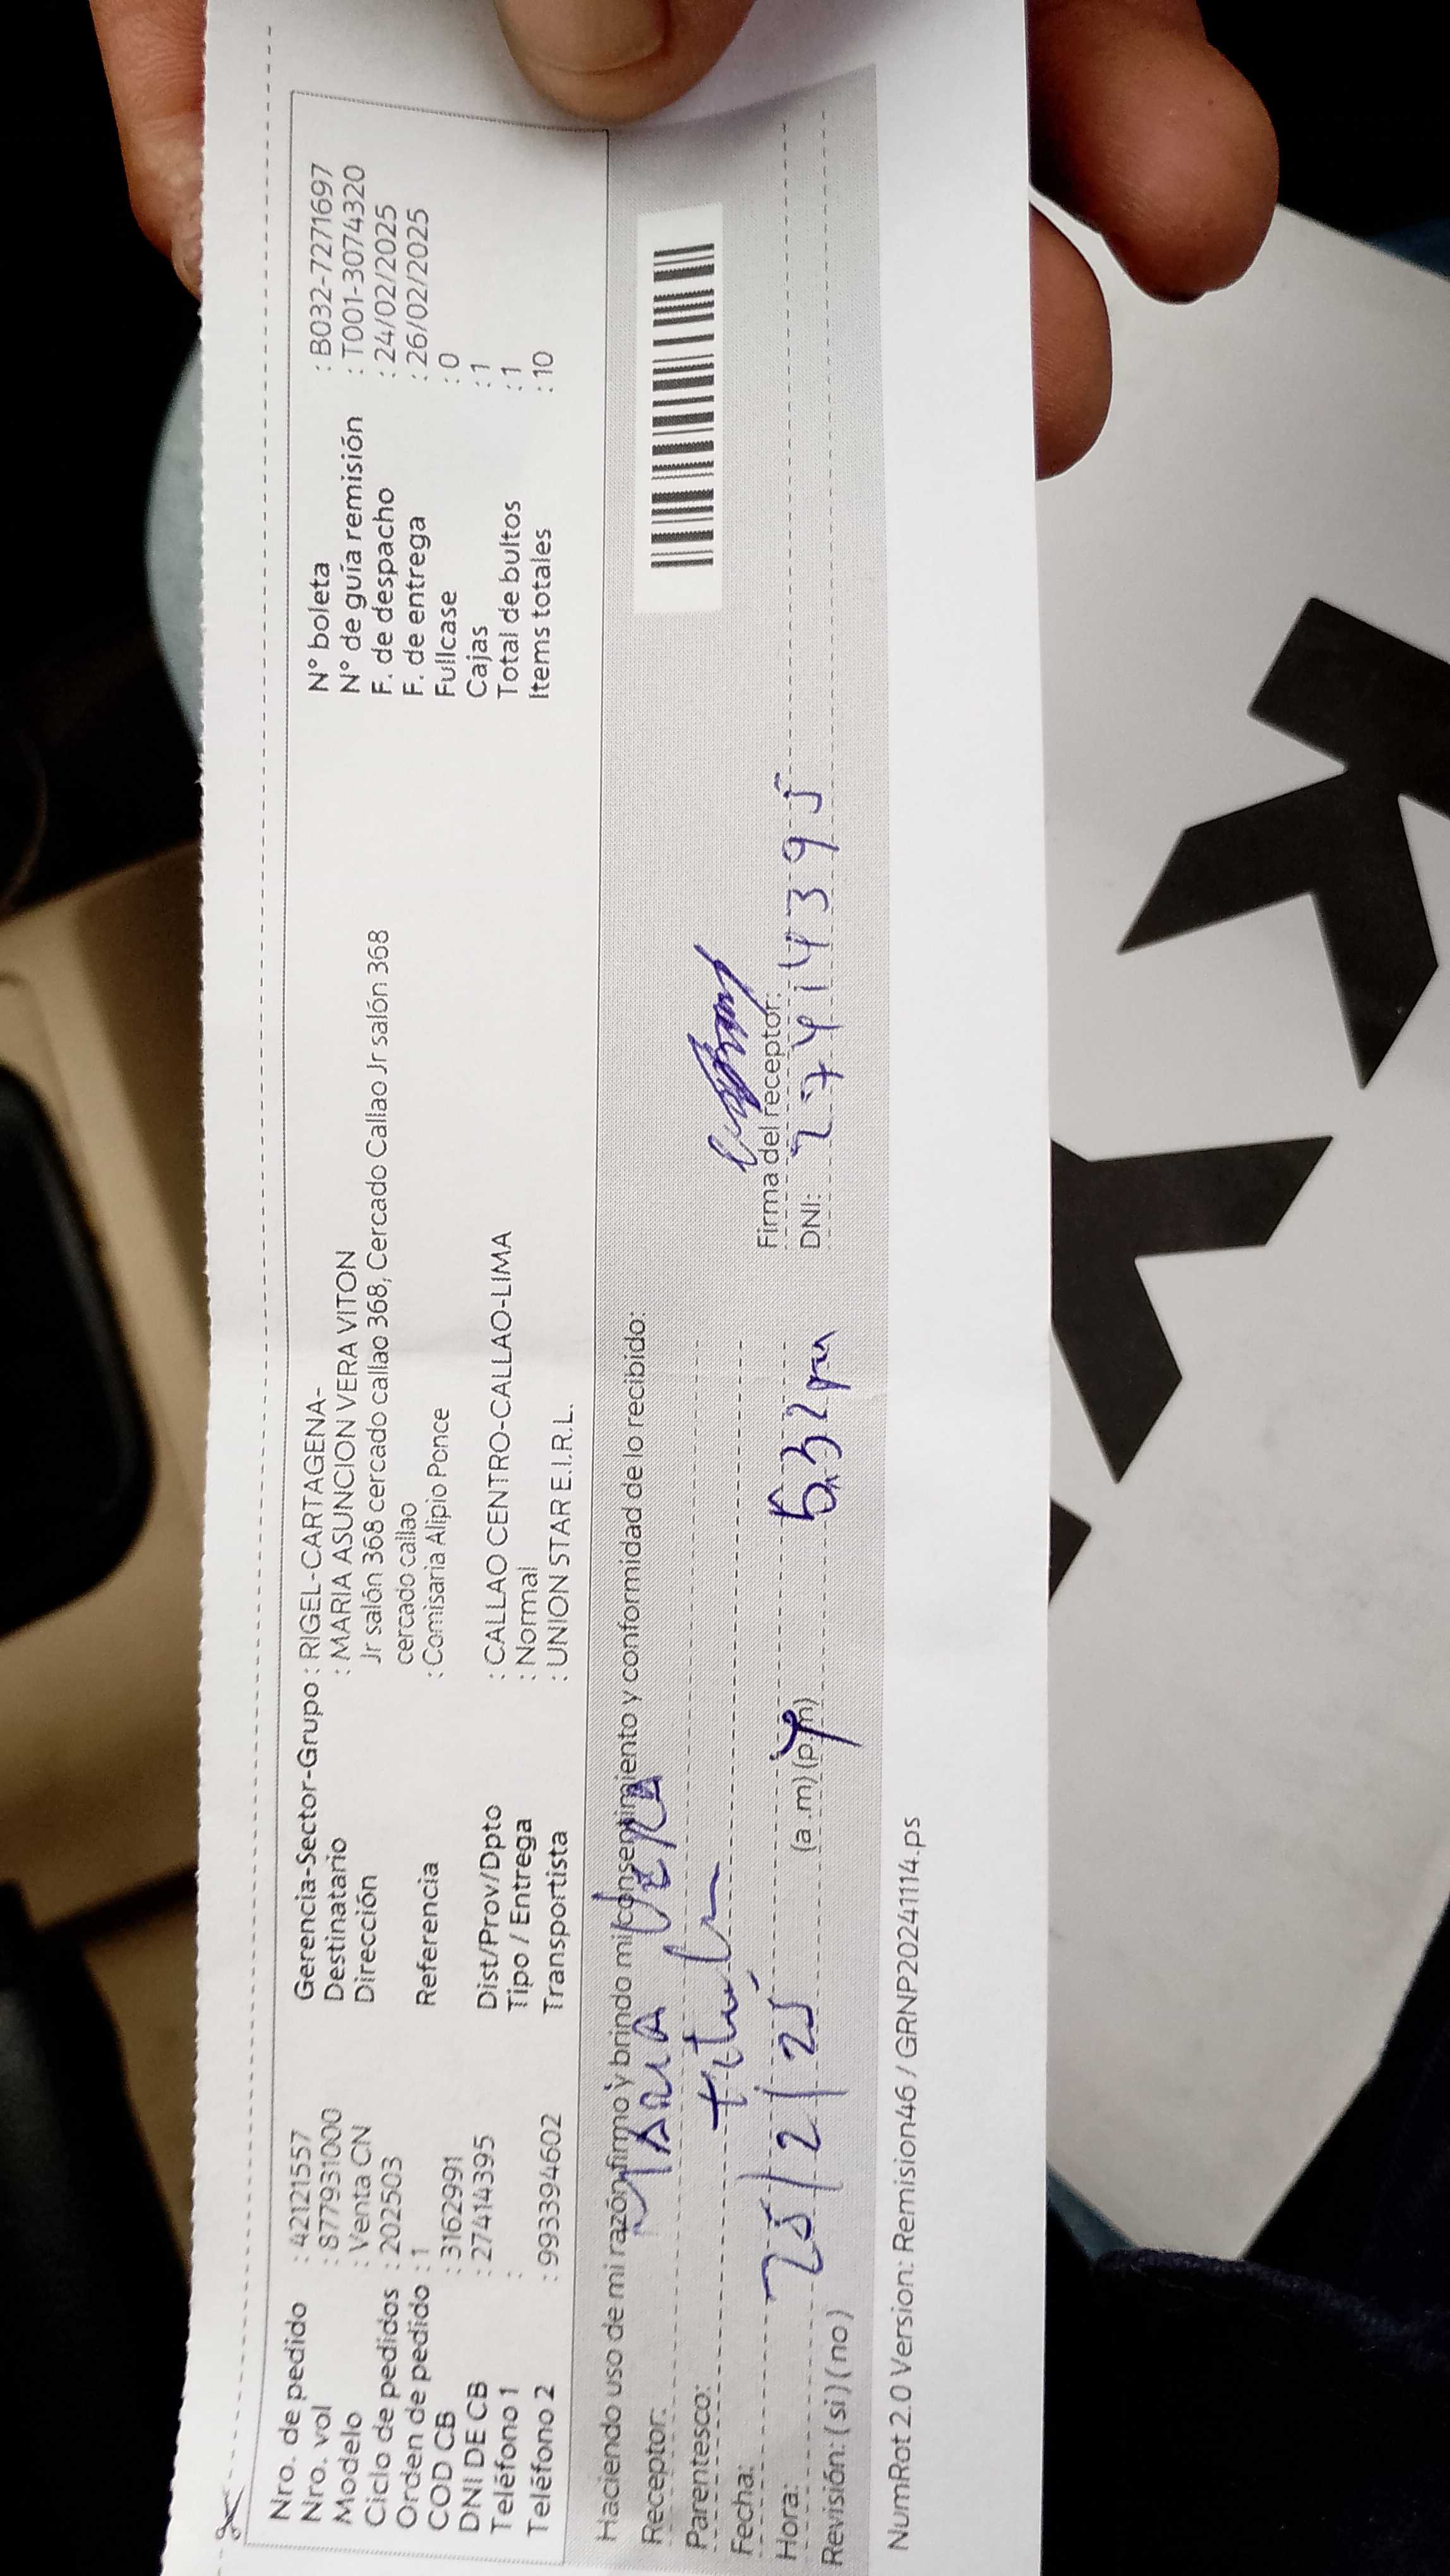 Nro. de pedido : 42121557
Nro. vol : 877931000
Modelo : Venta CN
Ciclo de pedidos : 202503
Orden de pedido : 1
COD CB : 3162991
DNI DE CB : 27414395
Teléfono 1 :
Teléfono 2 : 993394602
Gerencia-Sector-Grupo : RIGEL-CARTAGENA-
Destinatario : MARIA ASUNCION VERA VITON
Dirección Jr salón 368 cercado callao 368, Cercado Callao Jr salón 368
cercado callao
Referencia : Comisaria Alipio Ponce
Dist/Prov/Dpto : CALLAO CENTRO-CALLAO-LIMA
Tipo / Entrega : Normal
Transportista : UNION STAR E.I.R.L.
N° boleta : B032-7271697
N° de guía remisión : T001-3074320
F. de despacho : 24/02/2025
F. de entrega : 26/02/2025
Fullcase : 0
Cajas : 1
Total de bultos : 1
Items totales : 10
Haciendo uso de mi razón firmo y brindo mi consentimiento y conformidad de lo recibido:
Receptor: MARIA VERA
Parentesco: titular
Fecha: 25/2/25
Hora: (a .m) (p.m) 5:32 pm
Revisión: ( si ) ( no )
Firma del receptor:
DNI: 27414395
NumRot 2.0 Version: Remision46 / GRNP20241114.ps